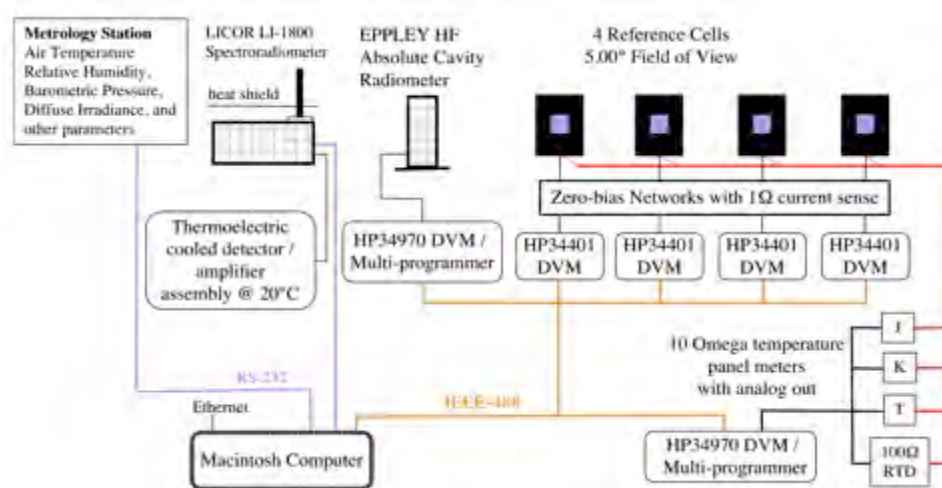 Metrology Station
Air Temperature
Relative Humidity,
Barometric Pressure,
Diffuse Irradiance, and
other parameters
LICOR LI-1800
Spectroradiometer
heat shield
EPPLEY HF
Absolute Cavity
Radiometer
4 Reference Cells
5.00° Field of View
Zero-bias Networks with 1Ω current sense
Thermoelectric
cooled detector /
amplifier
assembly @ 20°C
HP34970 DVM /
Multi-programmer
HP34401
DVM
HP34401
DVM
HP34401
DVM
HP34401
DVM
10 Omega temperature
panel meters
with analog out
J
K
T
100Ω
RTD
RS-232
Ethernet
IEEE-488
Macintosh Computer
HP34970 DVM /
Multi-programmer